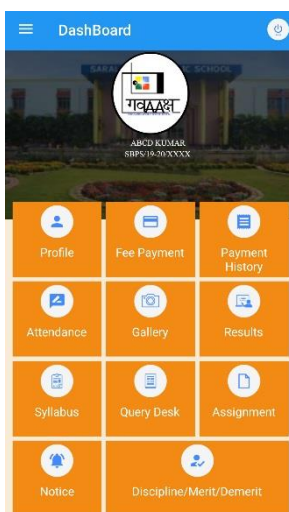 DashBoard
गवाक्ष
ABCD KUMAR
SBPS/19-20/XXXX
Profile
Fee Payment
Payment
History
Attendance
Gallery
Results
Syllabus
Query Desk
Assignment
Notice
Discipline/Merit/Demerit